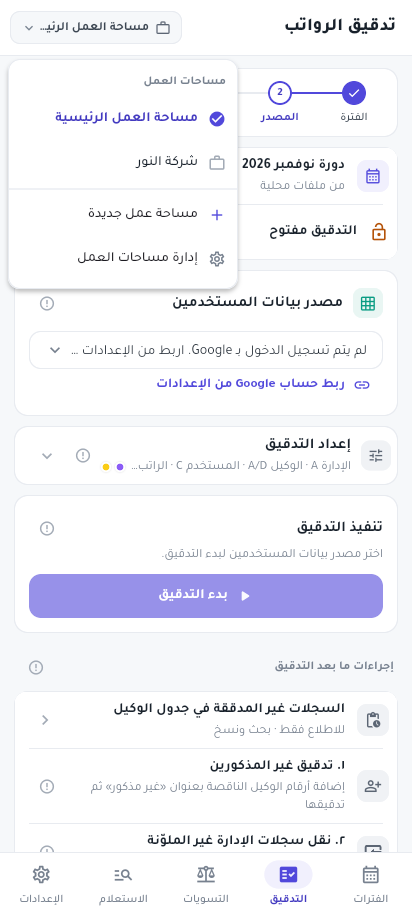 تدقيق الرواتب
مساحة العمل الرئيـ...
مساحات العمل
مساحة العمل الرئيسية
شركة النور
مساحة عمل جديدة
إدارة مساحات العمل
2
الفترة
المصدر
دورة نوفمبر 2026
من ملفات محلية
التدقيق مفتوح
مصدر بيانات المستخدمين
لم يتم تسجيل الدخول بـ Google. اربط من الإعدادات ...
ربط حساب Google من الإعدادات
إعداد التدقيق
الإدارة A · الوكيل A/D · المستخدم C · الراتب...
تنفيذ التدقيق
اختر مصدر بيانات المستخدمين لبدء التدقيق.
بدء التدقيق
إجراءات ما بعد التدقيق
السجلات غير المدققة في جدول الوكيل
للاطلاع فقط · بحث ونسخ
١. تدقيق غير المذكورين
إضافة أرقام الوكيل الناقصة بعنوان «غير مذكور» ثم
تدقيقها
٢. نقل سجلات الإدارة غير الملوّنة
الفترات
التدقيق
التسويات
الاستعلام
الإعدادات